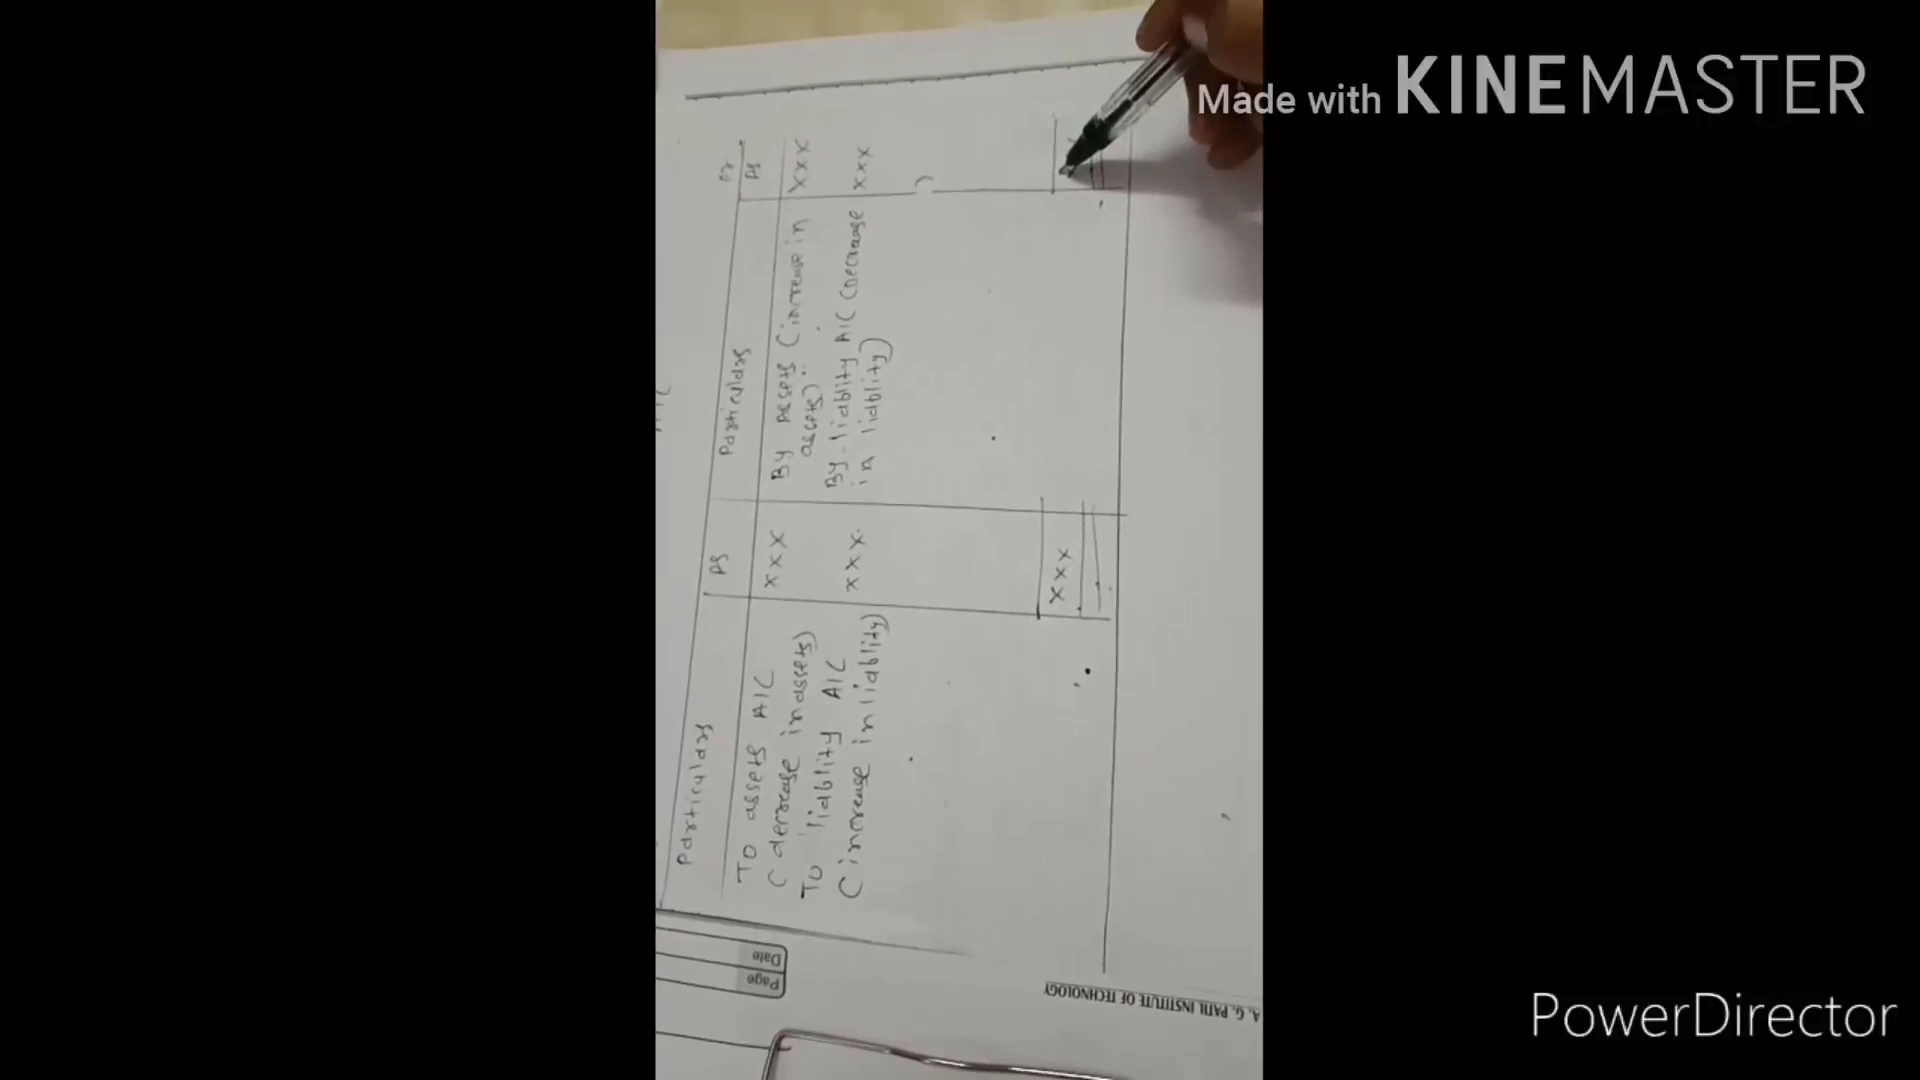 Made with KINEMASTER
Particulars
RS
Particulars
Cr
RS
To assets A/C
(decrease in assets)
XXX
To liablity A/C
(increase in liablity)
XXX
By Assets (increase in
assets)
XXX
By liablity A/C (Decrease
in liablity)
XXX
XXX
Date
Page
A. G. PATIL INSTITUTE OF TECHNOLOGY
PowerDirector